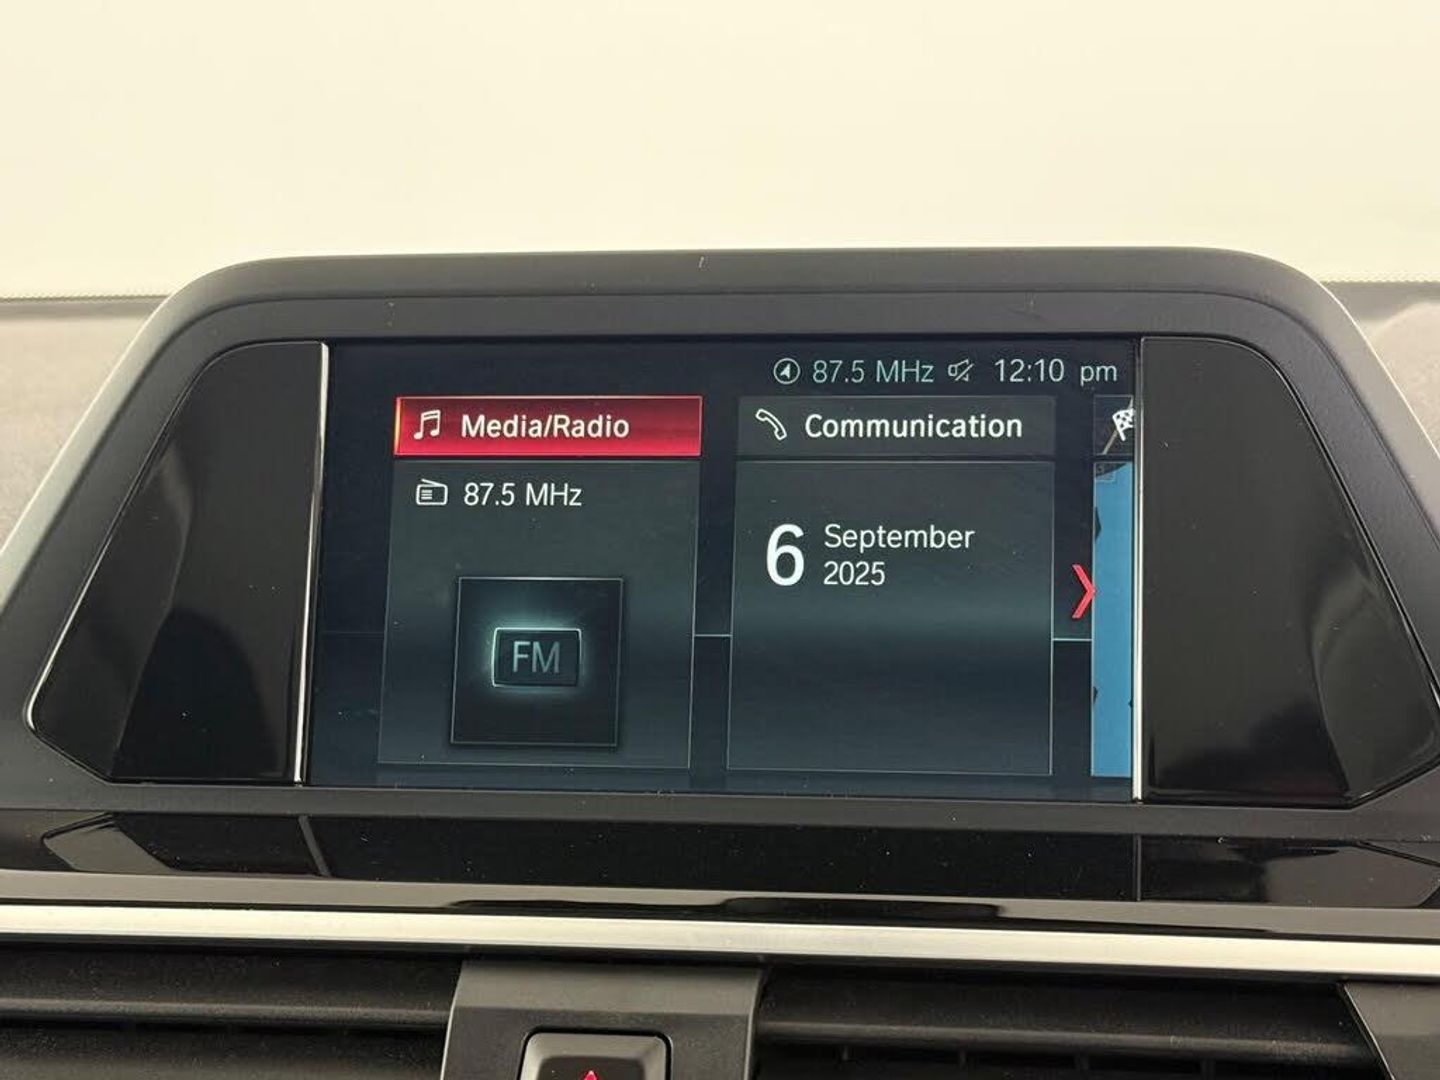 87.5 MHz 12:10 pm
Media/Radio
Communication
87.5 MHz
6 September
2025
FM